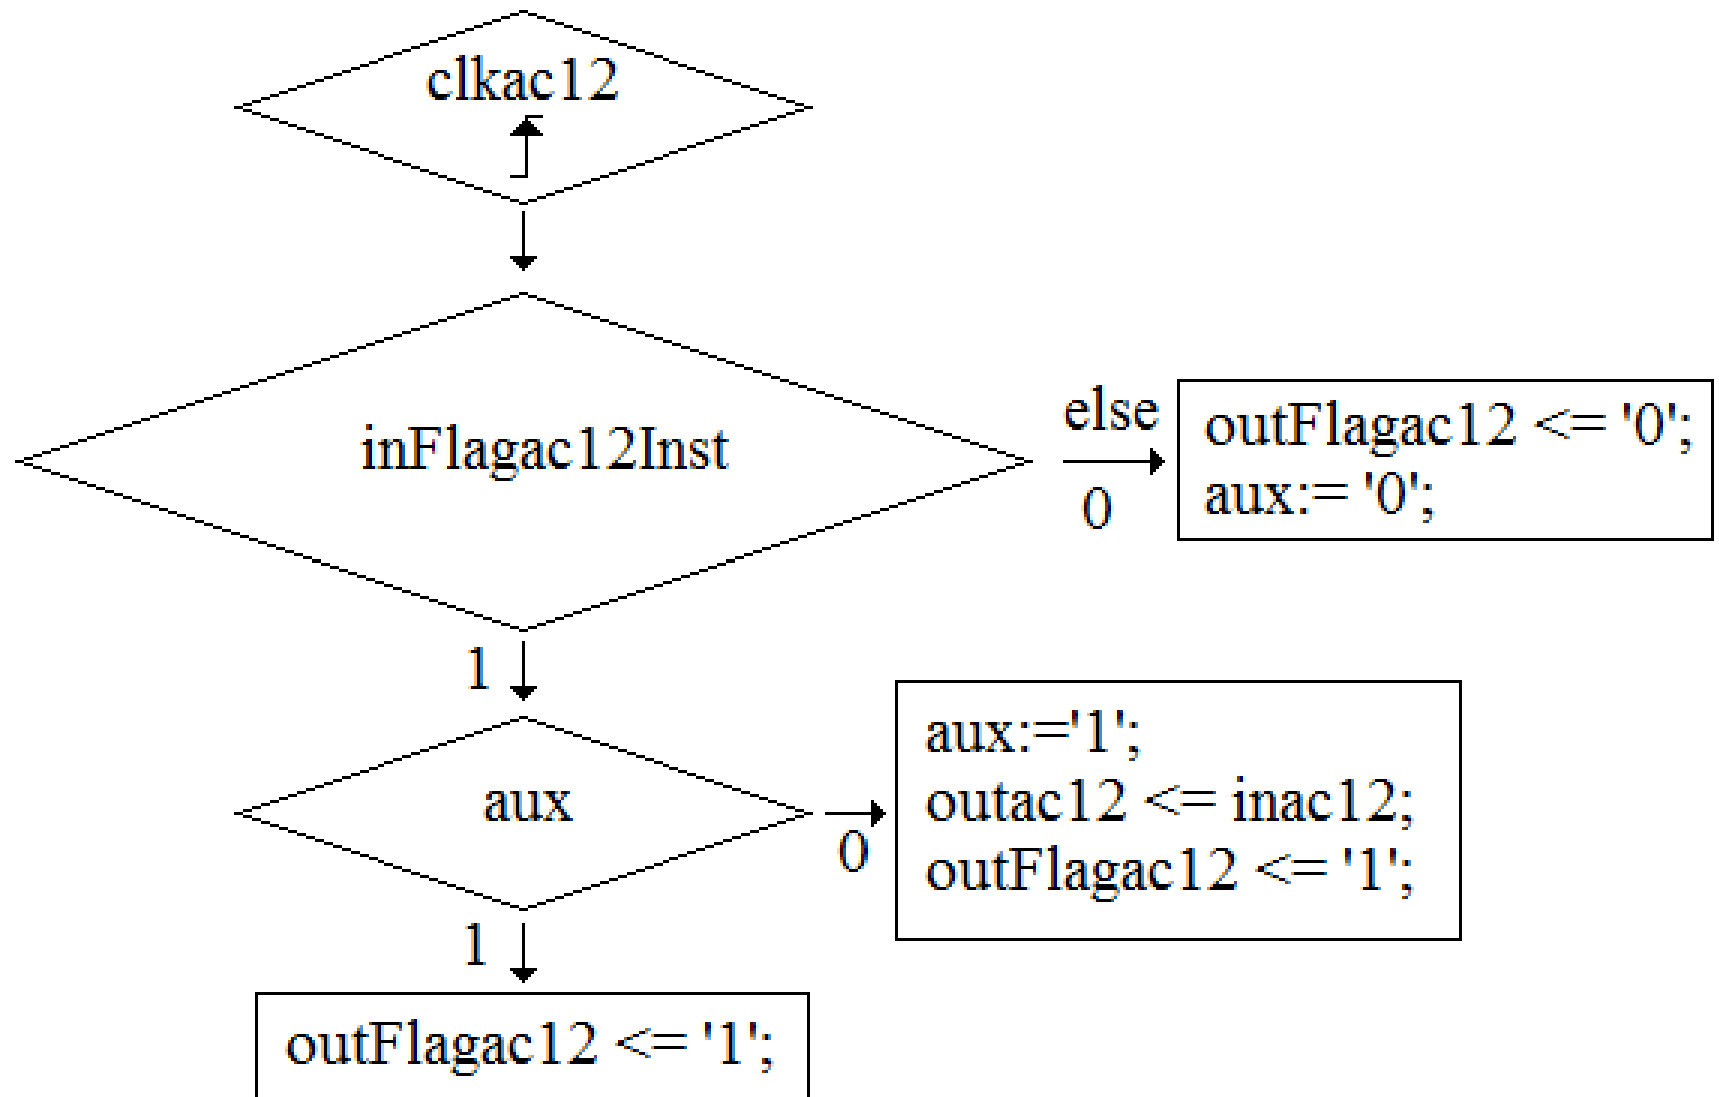 clkac12
inFlagac12Inst
else
0
outFlagac12 <= '0';
aux:= '0';
1
aux
0
aux:='1';
outac12 <= inac12;
outFlagac12 <= '1';
1
outFlagac12 <= '1';